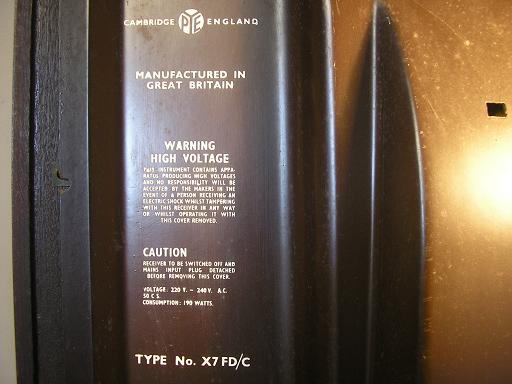 CAMBRIDGE PYE ENGLAND
MANUFACTURED IN
GREAT BRITAIN
WARNING
HIGH VOLTAGE
THIS INSTRUMENT CONTAINS APPA-
RATUS PRODUCING HIGH VOLTAGES
AND NO RESPONSIBILITY WILL BE
ACCEPTED BY THE MAKERS IN THE
EVENT OF A PERSON RECEIVING AN
ELECTRIC SHOCK WHILST TAMPERING
WITH THIS RECEIVER IN ANY WAY
OR WHILST OPERATING IT WITH
THIS COVER REMOVED.
CAUTION
RECEIVER TO BE SWITCHED OFF AND
MAINS INPUT PLUG DETACHED
BEFORE REMOVING THIS COVER.
VOLTAGE: 220 V. – 240 V. A.C.
50 C S.
CONSUMPTION: 190 WATTS.
TYPE No. X7FD/C